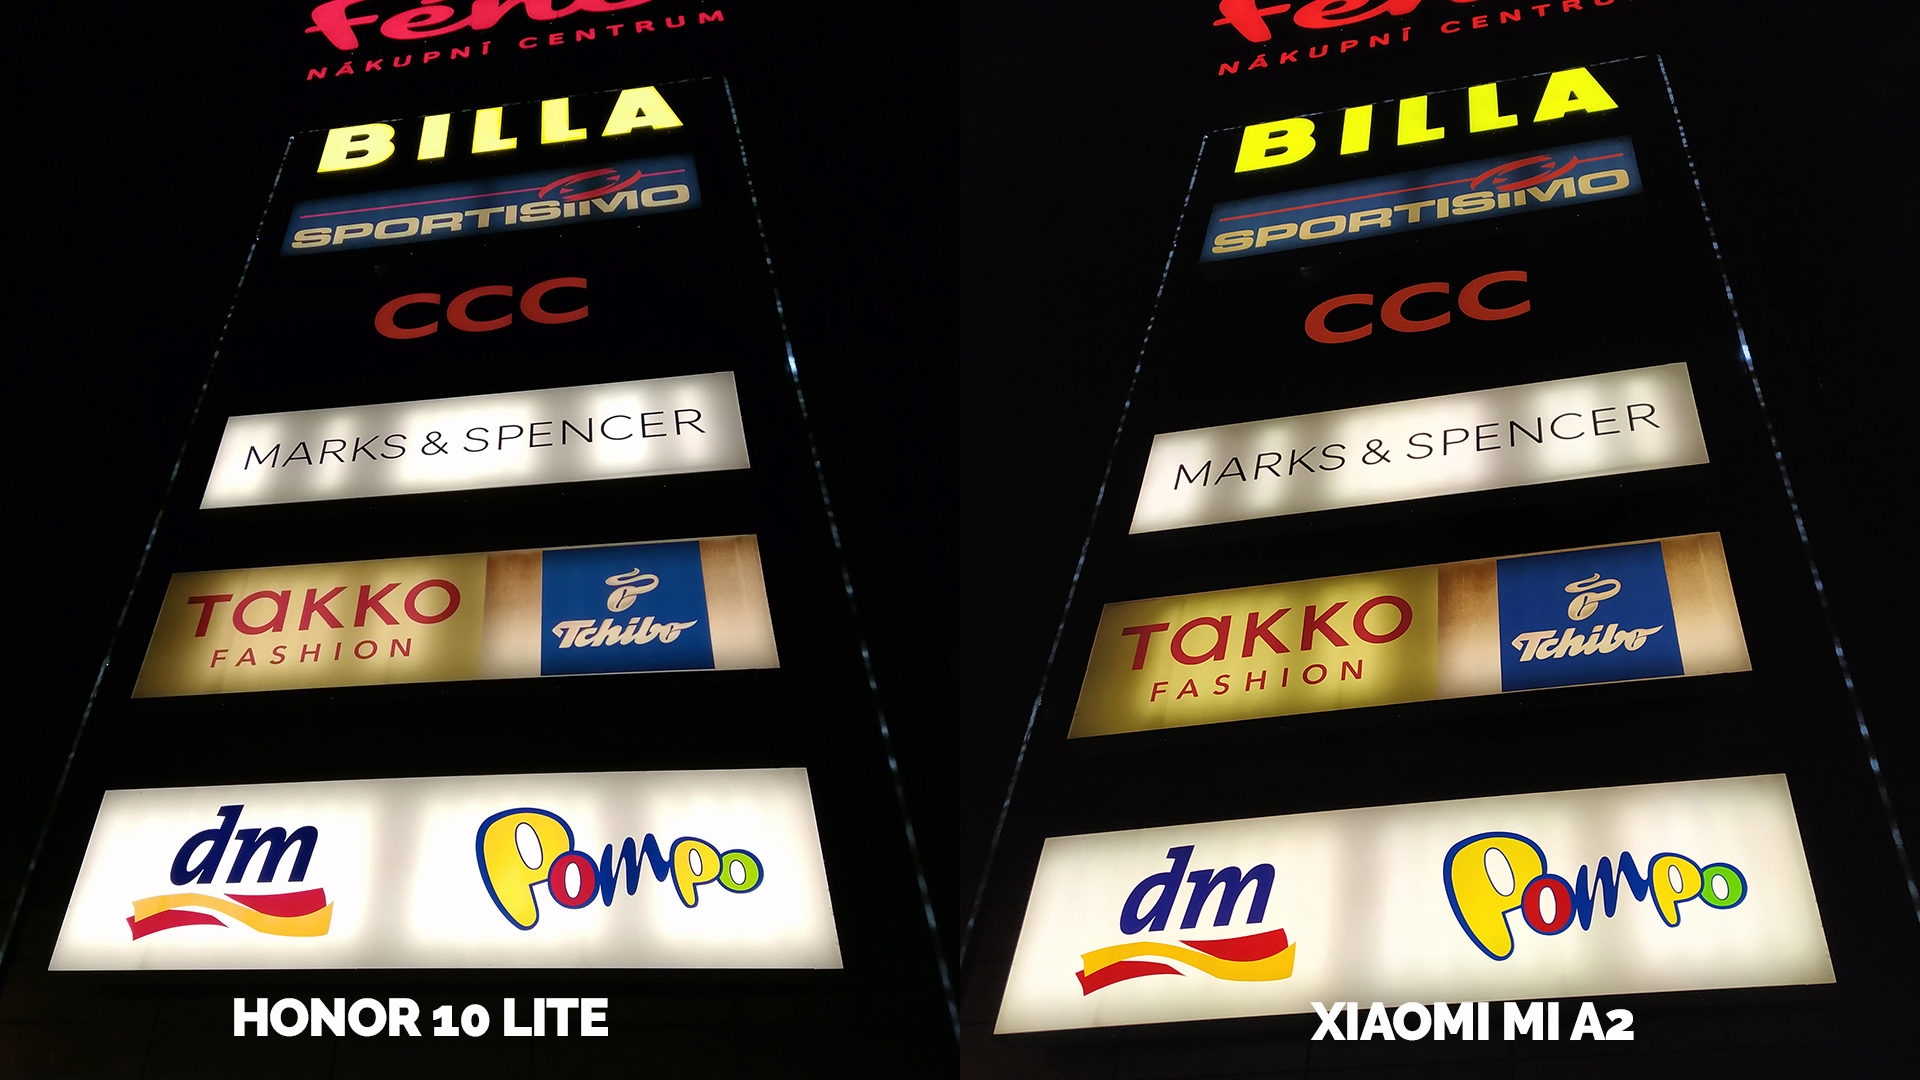 NÁKUPNÍ CENTRUM
BILLA
SPORTISIMO
CCC
MARKS & SPENCER
TAKKO
FASHION
Tchibo
dm
Pompo
HONOR 10 LITE
NÁKUPNÍ CENTRU
BILLA
SPORTISIMO
CCC
MARKS & SPENCER
TAKKO
FASHION
Tchibo
dm
Pompo
XIAOMI MI A2